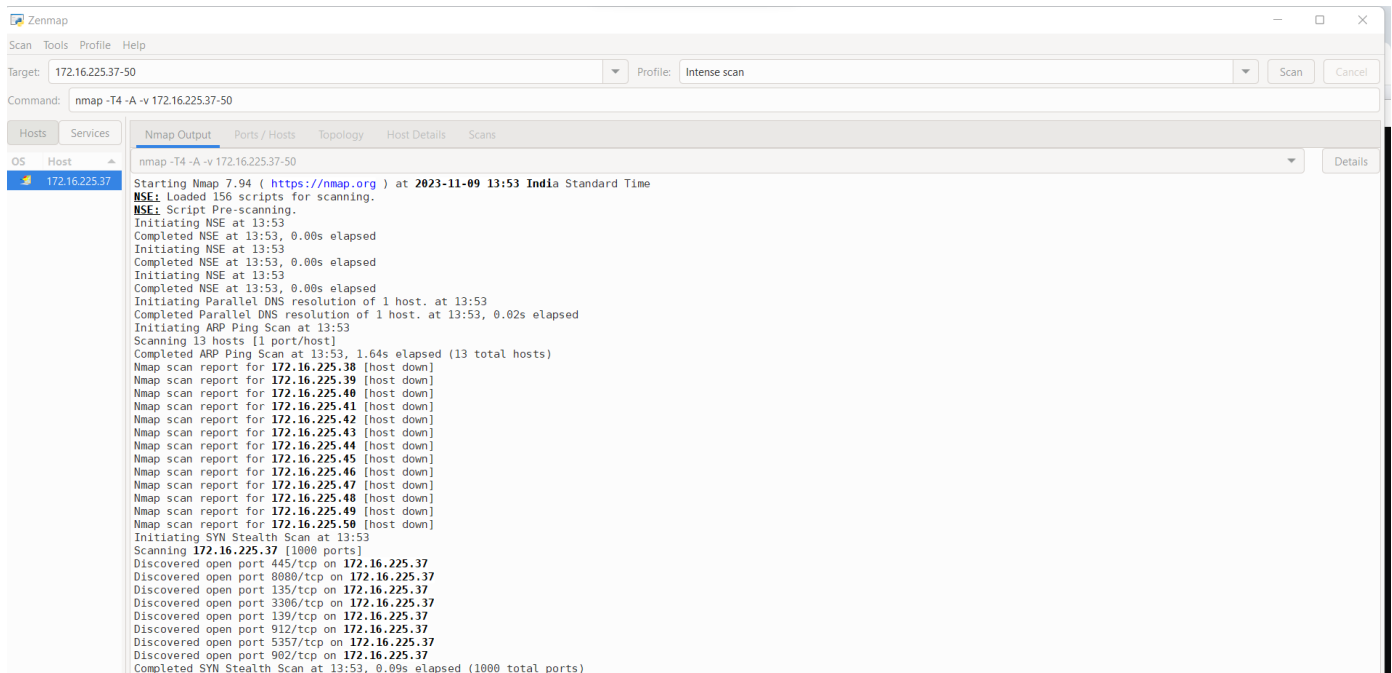 Zenmap
Scan Tools Profile Help
Target: 172.16.225.37-50 Profile: Intense scan Scan Cancel
Command: nmap -T4 -A -v 172.16.225.37-50
Hosts Services Nmap Output Ports / Hosts Topology Host Details Scans
OS Host nmap -T4 -A -v 172.16.225.37-50 Details
172.16.225.37
Starting Nmap 7.94 ( https://nmap.org ) at 2023-11-09 13:53 India Standard Time
NSE: Loaded 156 scripts for scanning.
NSE: Script Pre-scanning.
Initiating NSE at 13:53
Completed NSE at 13:53, 0.00s elapsed
Initiating NSE at 13:53
Completed NSE at 13:53, 0.00s elapsed
Initiating NSE at 13:53
Completed NSE at 13:53, 0.00s elapsed
Initiating Parallel DNS resolution of 1 host. at 13:53
Completed Parallel DNS resolution of 1 host. at 13:53, 0.02s elapsed
Initiating ARP Ping Scan at 13:53
Scanning 13 hosts [1 port/host]
Completed ARP Ping Scan at 13:53, 1.64s elapsed (13 total hosts)
Nmap scan report for 172.16.225.38 [host down]
Nmap scan report for 172.16.225.39 [host down]
Nmap scan report for 172.16.225.40 [host down]
Nmap scan report for 172.16.225.41 [host down]
Nmap scan report for 172.16.225.42 [host down]
Nmap scan report for 172.16.225.43 [host down]
Nmap scan report for 172.16.225.44 [host down]
Nmap scan report for 172.16.225.45 [host down]
Nmap scan report for 172.16.225.46 [host down]
Nmap scan report for 172.16.225.47 [host down]
Nmap scan report for 172.16.225.48 [host down]
Nmap scan report for 172.16.225.49 [host down]
Nmap scan report for 172.16.225.50 [host down]
Initiating SYN Stealth Scan at 13:53
Scanning 172.16.225.37 [1000 ports]
Discovered open port 445/tcp on 172.16.225.37
Discovered open port 8080/tcp on 172.16.225.37
Discovered open port 135/tcp on 172.16.225.37
Discovered open port 3306/tcp on 172.16.225.37
Discovered open port 139/tcp on 172.16.225.37
Discovered open port 912/tcp on 172.16.225.37
Discovered open port 5357/tcp on 172.16.225.37
Discovered open port 902/tcp on 172.16.225.37
Completed SYN Stealth Scan at 13:53, 0.09s elapsed (1000 total ports)